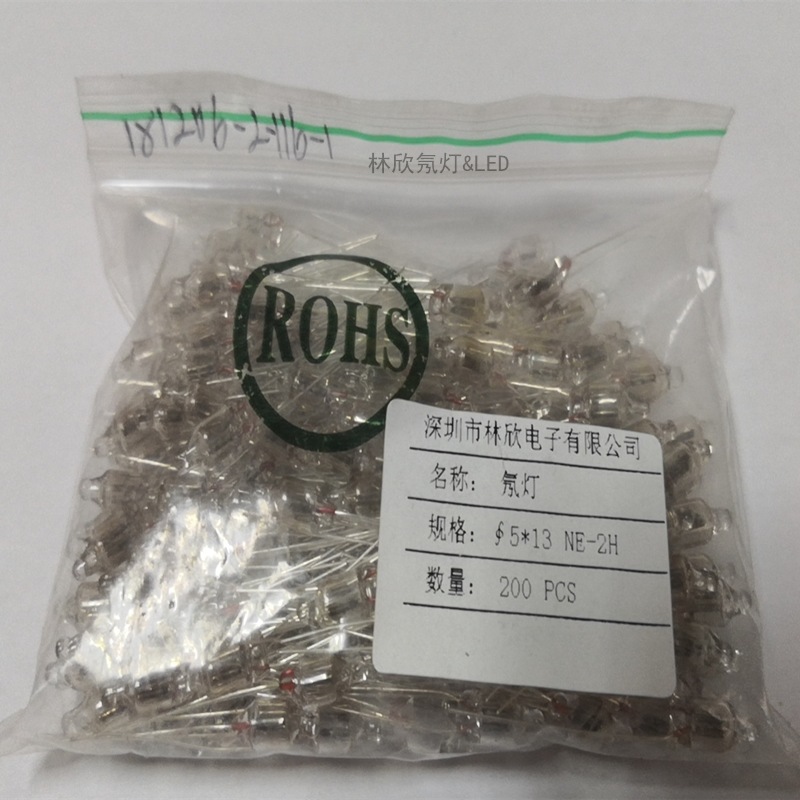 181206-2-116-1
林欣氖灯&LED
ROHS
深圳市林欣电子有限公司
名称: 氖灯
规格: ∮5*13 NE-2H
数量: 200 PCS